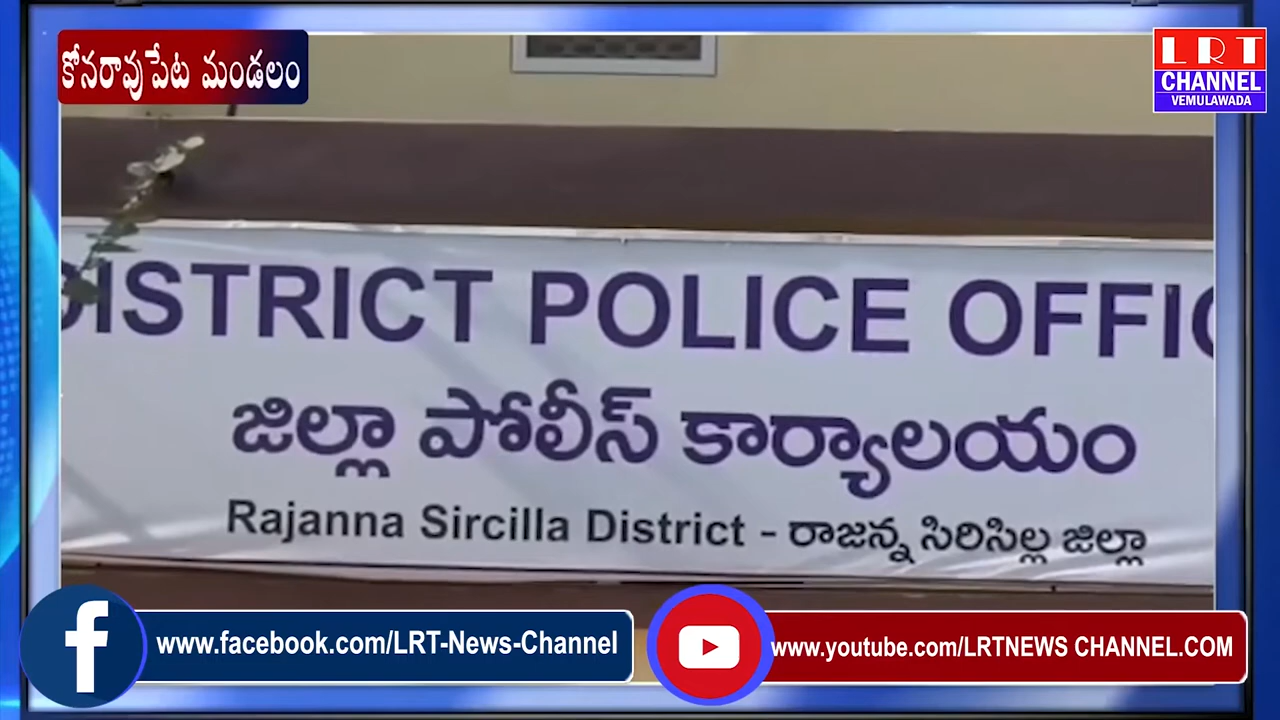 కోనరావుపేట మండలం
LRT
CHANNEL
VEMULAWADA
DISTRICT POLICE OFFIC
జిల్లా పోలీస్ కార్యాలయం
Rajanna Sircilla District - రాజన్న సిరిసిల్ల జిల్లా
www.facebook.com/LRT-News-Channel
www.youtube.com/LRTNEWS CHANNEL.COM